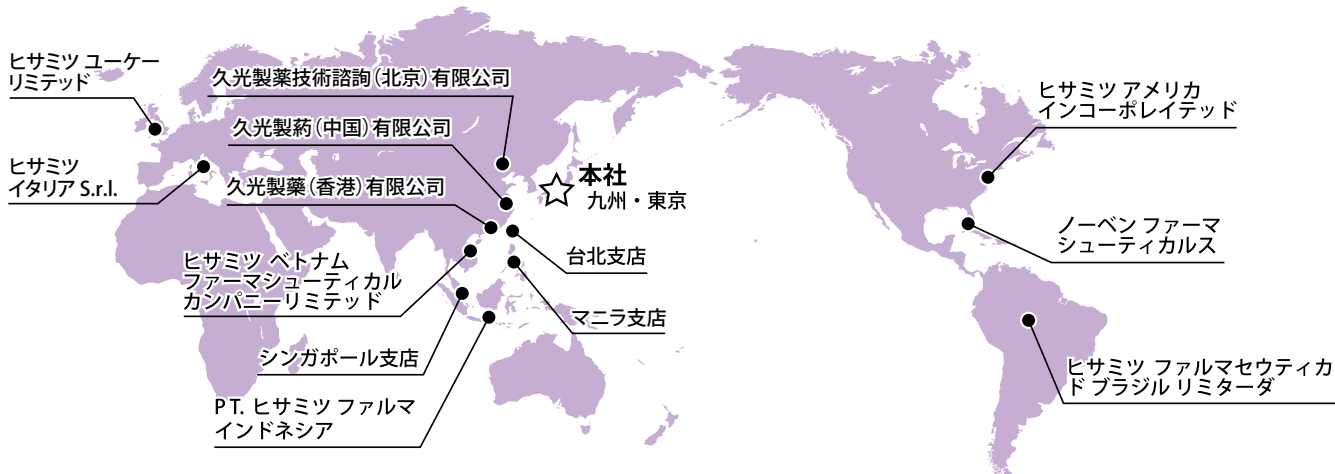 ヒサミツ ユーケー
リミテッド
久光製薬技術諮詢(北京)有限公司
久光製葯(中国)有限公司
ヒサミツ
イタリア S.r.l.
久光製藥(香港)有限公司
本社
九州・東京
台北支店
ヒサミツ ベトナム
ファーマシューティカル
カンパニーリミテッド
マニラ支店
シンガポール支店
PT. ヒサミツ ファルマ
インドネシア
ヒサミツ アメリカ
インコーポレイテッド
ノーベン ファーマ
シューティカルス
ヒサミツ ファルマセウティカ
ド ブラジル リミターダ